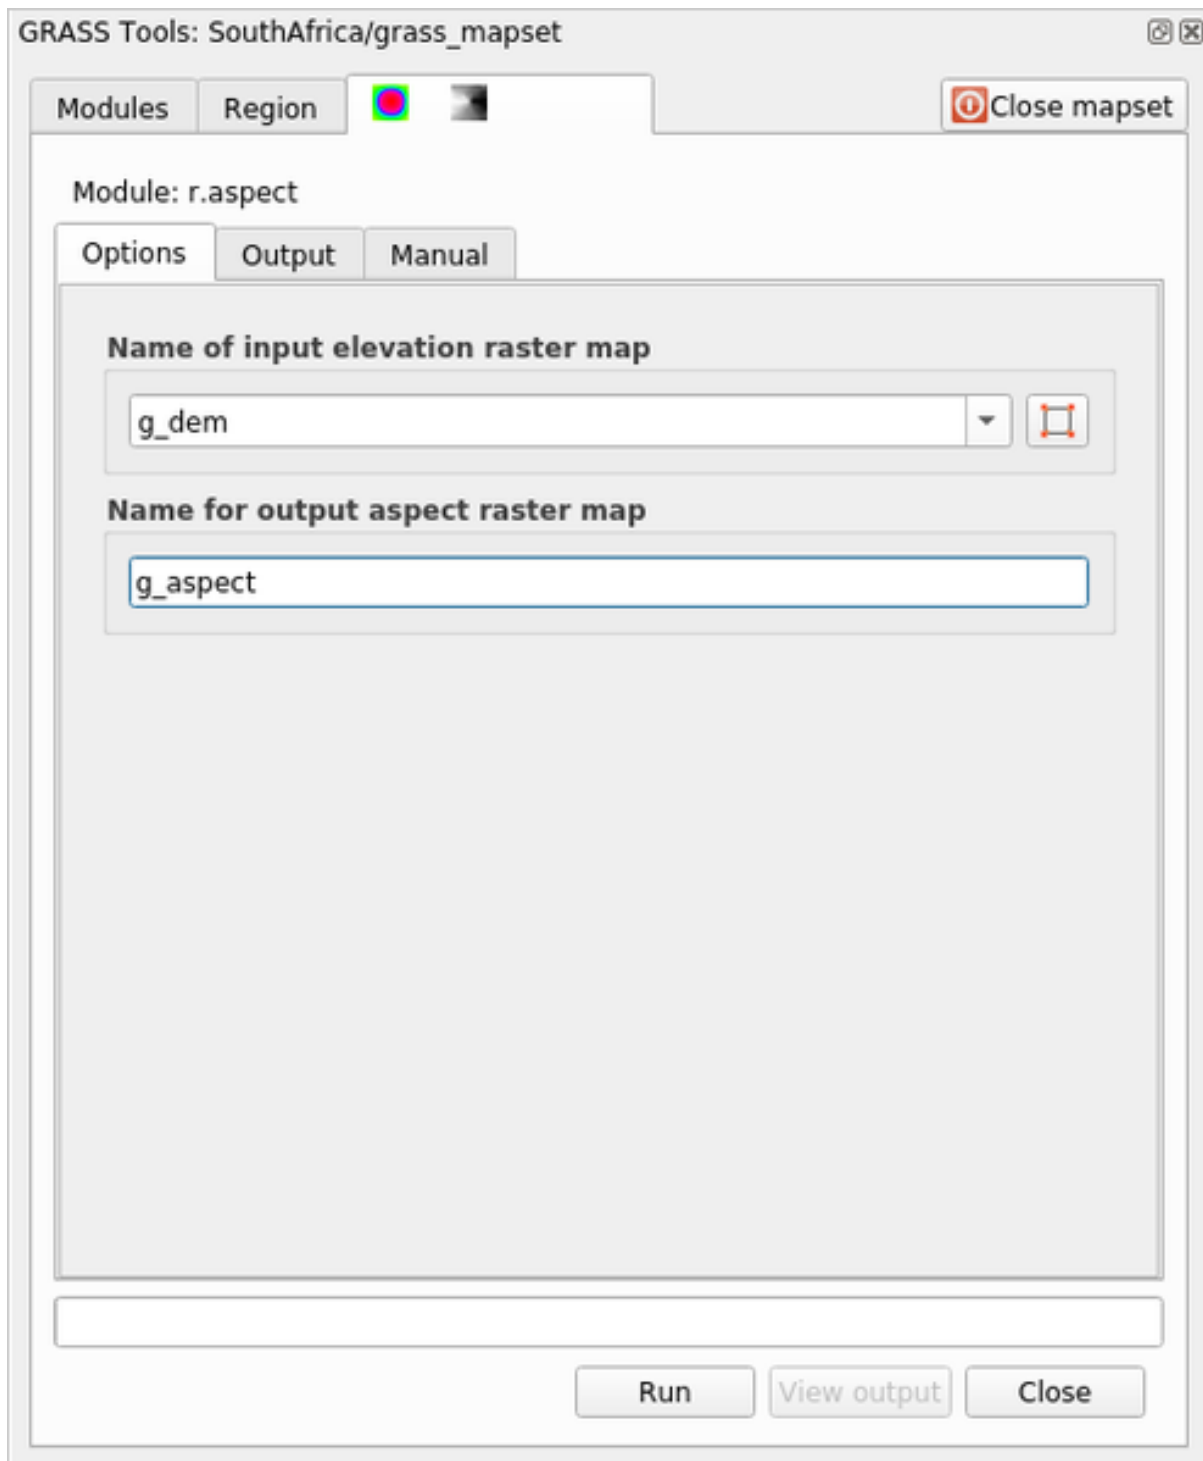 GRASS Tools: SouthAfrica/grass_mapset
Modules Region Close mapset
Module: r.aspect
Options Output Manual
Name of input elevation raster map
g_dem
Name for output aspect raster map
g_aspect
Run View output Close